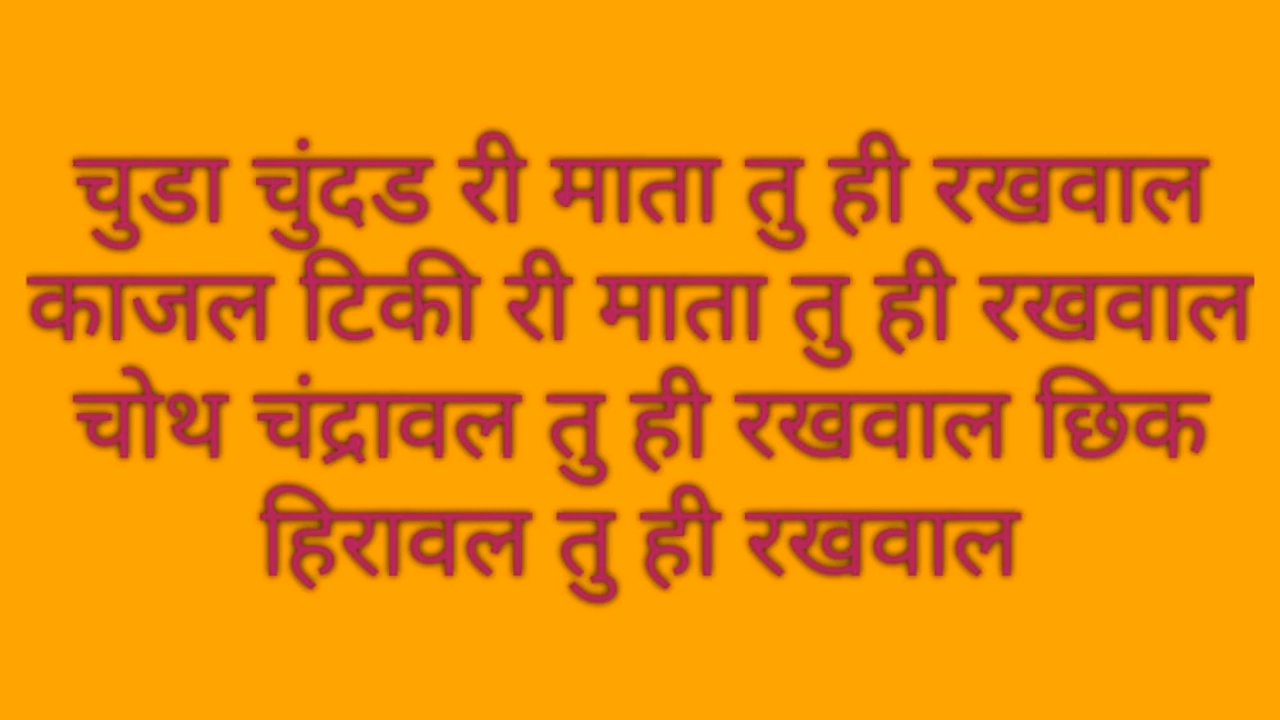 चुडा चुंदड री माता तु ही रखवाल
काजल टिकी री माता तु ही रखवाल
चोथ चंद्रावल तु ही रखवाल छिक
हिरावल तु ही रखवाल